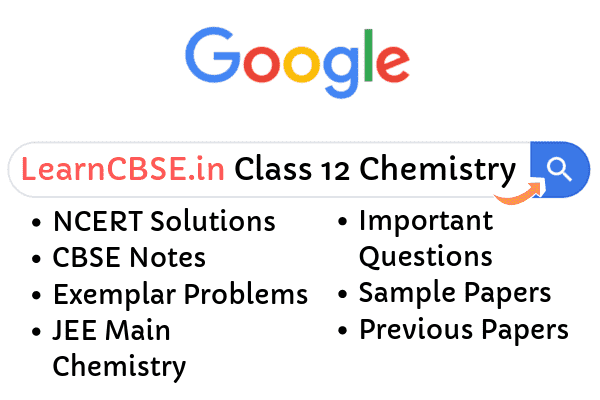 Google
LearnCBSE.in Class 12 Chemistry
• NCERT Solutions
• CBSE Notes
• Exemplar Problems
• JEE Main
Chemistry
• Important
Questions
• Sample Papers
• Previous Papers